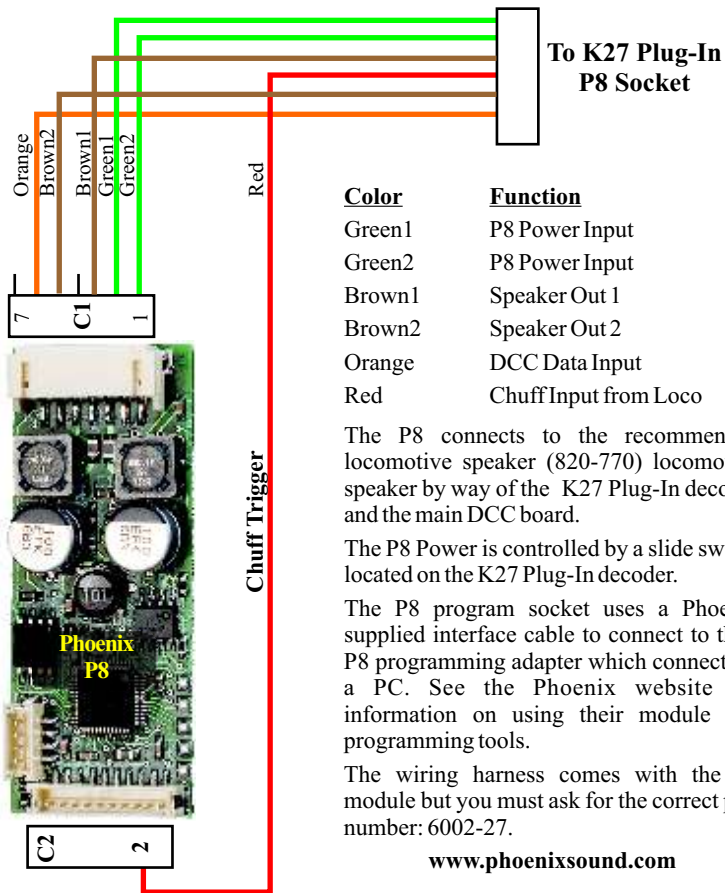 To K27 Plug-In
P8 Socket
Orange
Brown2
Brown1
Green1
Green2
Red
Color Function
Green1 P8 Power Input
Green2 P8 Power Input
Brown1 Speaker Out 1
Brown2 Speaker Out 2
Orange DCC Data Input
Red Chuff Input from Loco
7 C1 1
The P8 connects to the recommen
locomotive speaker (820-770) locomo
speaker by way of the K27 Plug-In deco
and the main DCC board.
The P8 Power is controlled by a slide sw
located on the K27 Plug-In decoder.
The P8 program socket uses a Phoe
supplied interface cable to connect to t
P8 programming adapter which connect
a PC. See the Phoenix website
information on using their module
programming tools.
The wiring harness comes with the
module but you must ask for the correct p
number: 6002-27.
www.phoenixsound.com
Chuff Trigger
101
Phoenix
P8
C2 2